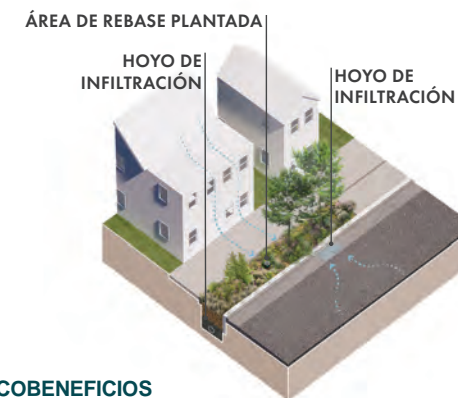 ÁREA DE REBASE PLANTADA
HOYO DE
INFILTRACIÓN
HOYO DE
INFILTRACIÓN
COBENEFICIOS